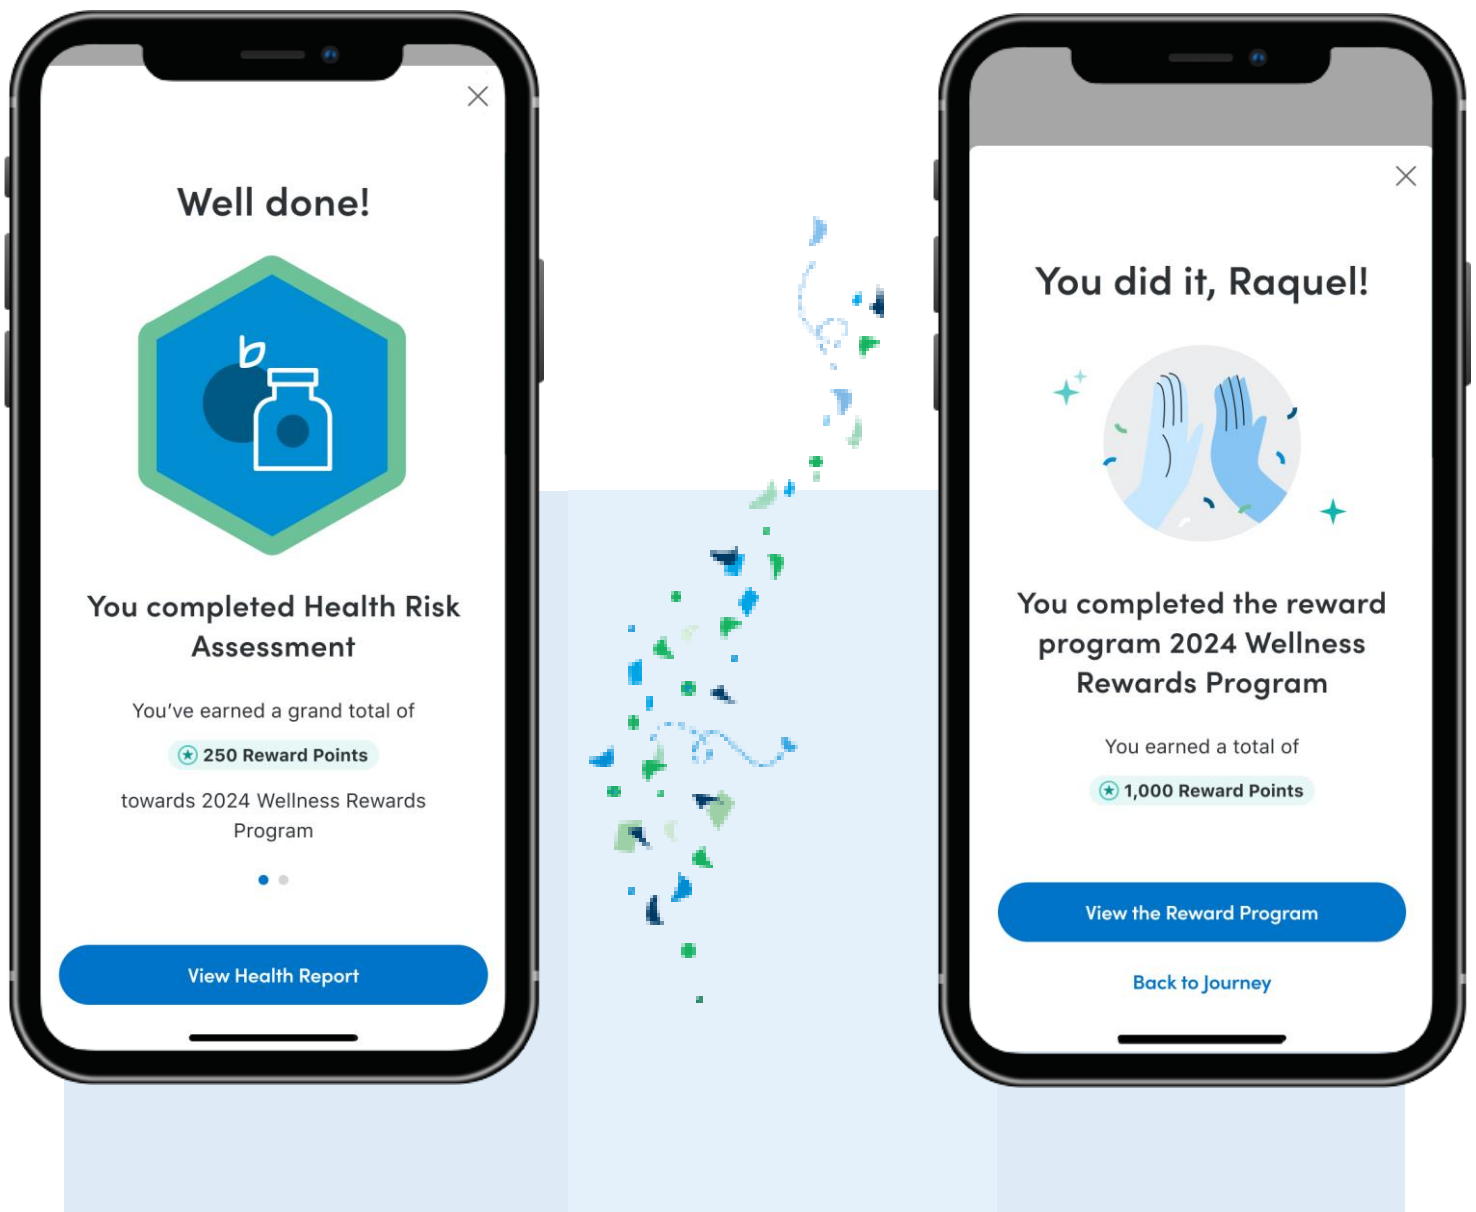 Well done!
You completed Health Risk
Assessment
You've earned a grand total of
250 Reward Points
towards 2024 Wellness Rewards
Program
View Health Report
You did it, Raquel!
You completed the reward
program 2024 Wellness
Rewards Program
You earned a total of
1,000 Reward Points
View the Reward Program
Back to Journey